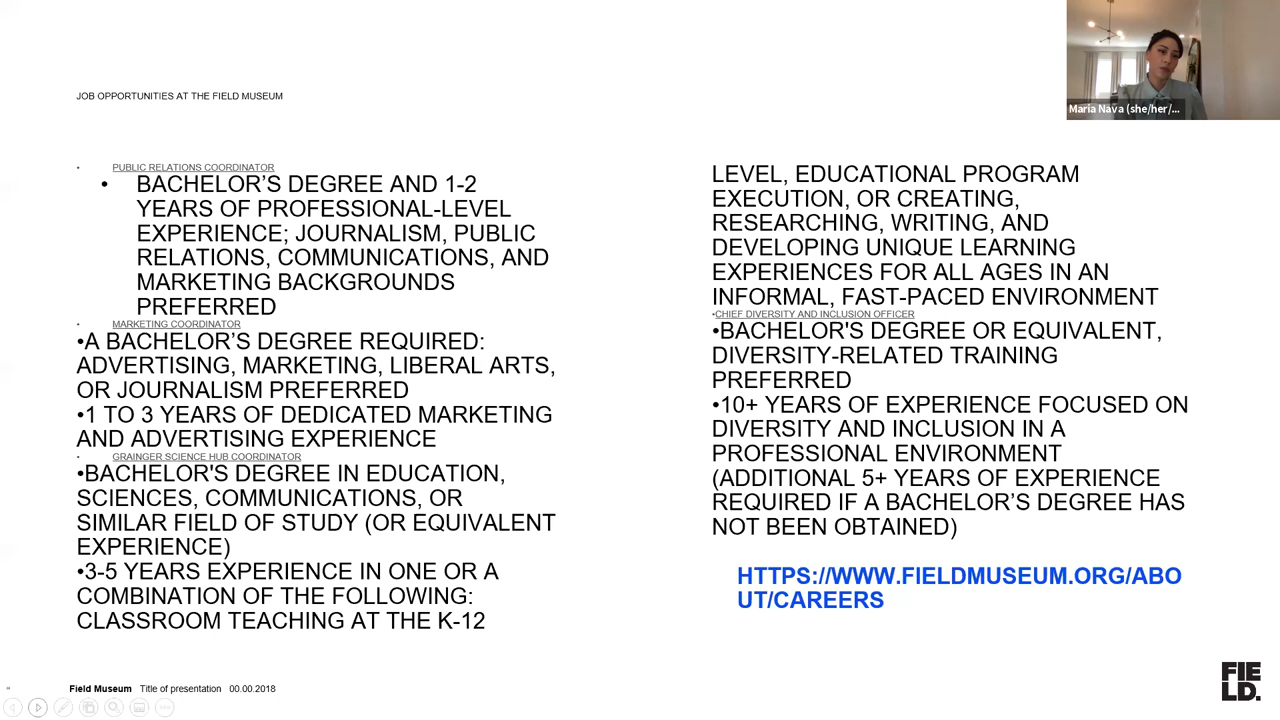 JOB OPPORTUNITIES AT THE FIELD MUSEUM
• PUBLIC RELATIONS COORDINATOR
• BACHELOR’S DEGREE AND 1-2
YEARS OF PROFESSIONAL-LEVEL
EXPERIENCE; JOURNALISM, PUBLIC
RELATIONS, COMMUNICATIONS, AND
MARKETING BACKGROUNDS
PREFERRED
• MARKETING COORDINATOR
•A BACHELOR’S DEGREE REQUIRED:
ADVERTISING, MARKETING, LIBERAL ARTS,
OR JOURNALISM PREFERRED
•1 TO 3 YEARS OF DEDICATED MARKETING
AND ADVERTISING EXPERIENCE
• GRAINGER SCIENCE HUB COORDINATOR
•BACHELOR'S DEGREE IN EDUCATION,
SCIENCES, COMMUNICATIONS, OR
SIMILAR FIELD OF STUDY (OR EQUIVALENT
EXPERIENCE)
•3-5 YEARS EXPERIENCE IN ONE OR A
COMBINATION OF THE FOLLOWING:
CLASSROOM TEACHING AT THE K-12
LEVEL, EDUCATIONAL PROGRAM
EXECUTION, OR CREATING,
RESEARCHING, WRITING, AND
DEVELOPING UNIQUE LEARNING
EXPERIENCES FOR ALL AGES IN AN
INFORMAL, FAST-PACED ENVIRONMENT
•CHIEF DIVERSITY AND INCLUSION OFFICER
•BACHELOR'S DEGREE OR EQUIVALENT,
DIVERSITY-RELATED TRAINING
PREFERRED
•10+ YEARS OF EXPERIENCE FOCUSED ON
DIVERSITY AND INCLUSION IN A
PROFESSIONAL ENVIRONMENT
(ADDITIONAL 5+ YEARS OF EXPERIENCE
REQUIRED IF A BACHELOR’S DEGREE HAS
NOT BEEN OBTAINED)
HTTPS://WWW.FIELDMUSEUM.ORG/ABO
UT/CAREERS
Maria Nava (she/her/...
Field Museum Title of presentation 00.00.2018
FIE
LD.